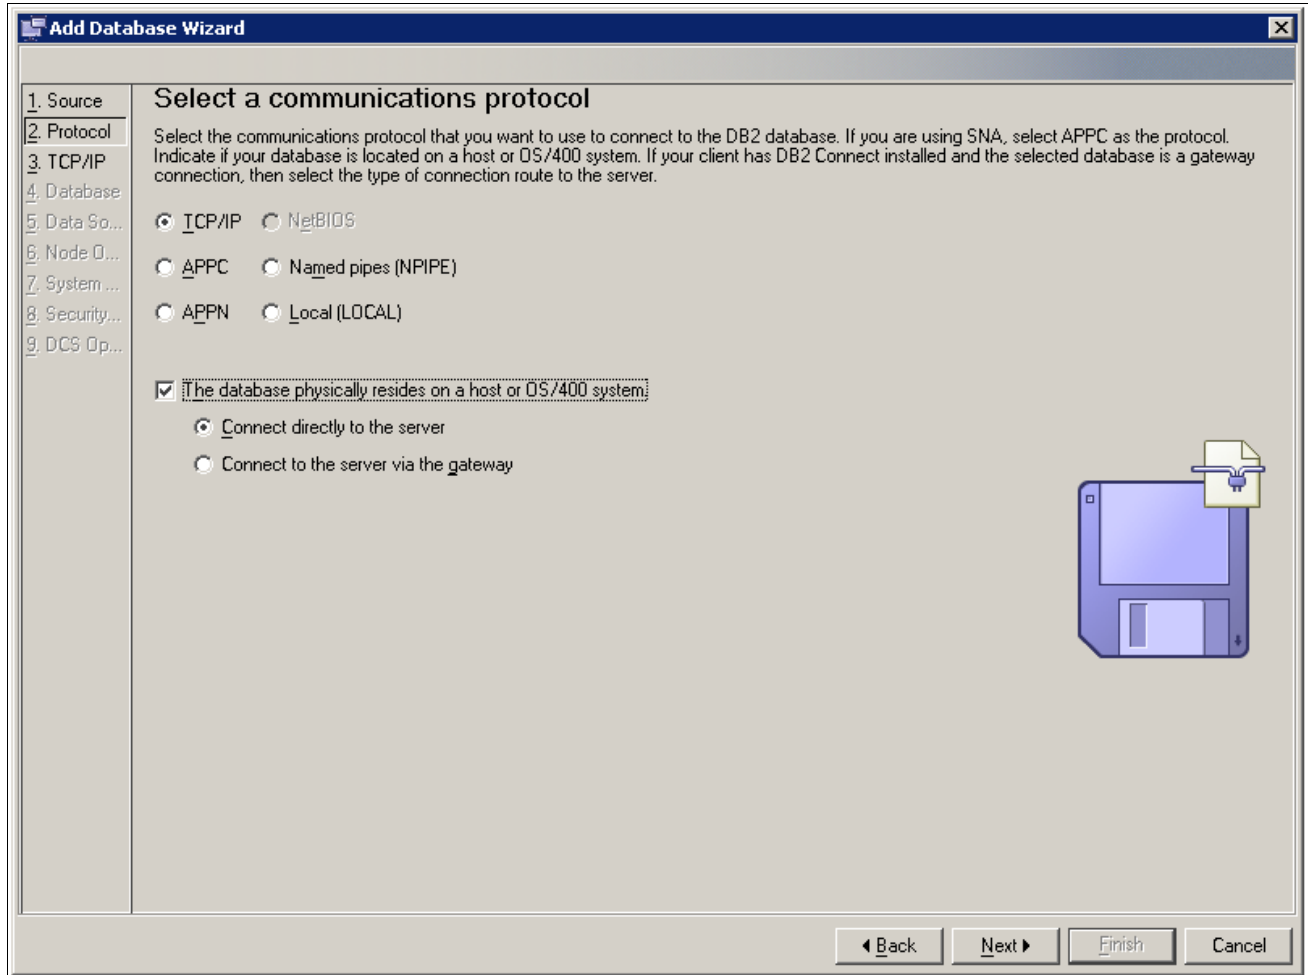 Add Database Wizard
1. Source
2. Protocol
3. TCP/IP
4. Database
5. Data So...
6. Node O...
7. System ...
8. Security...
9. DCS Op...
Select a communications protocol
Select the communications protocol that you want to use to connect to the DB2 database. If you are using SNA, select APPC as the protocol.
Indicate if your database is located on a host or OS/400 system. If your client has DB2 Connect installed and the selected database is a gateway
connection, then select the type of connection route to the server.
TCP/IP NetBIOS
APPC Named pipes (NPIPE)
APPN Local (LOCAL)
The database physically resides on a host or OS/400 system.
Connect directly to the server
Connect to the server via the gateway
Back Next Finish Cancel